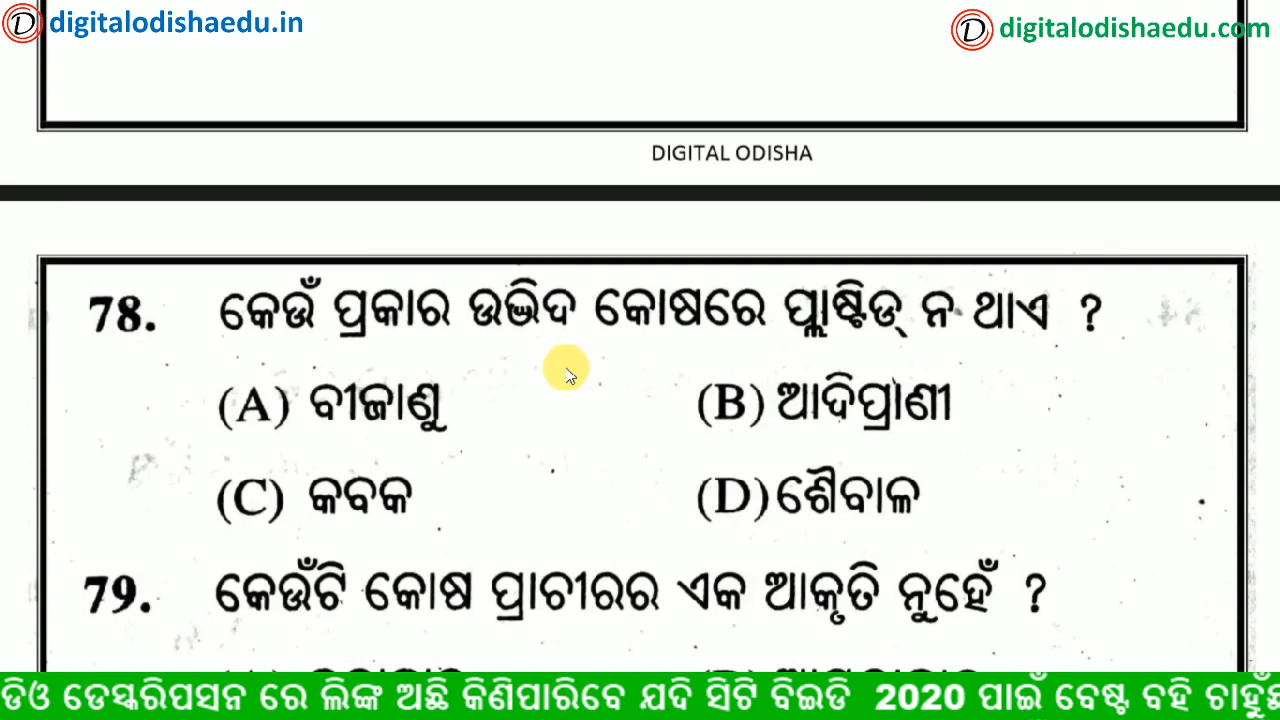 digitalodishaedu.in
digitalodishaedu.com
DIGITAL ODISHA
78. କେଉଁ ପ୍ରକାର ଉଦ୍ଭିଦ କୋଷରେ ପ୍ଲାଷ୍ଟିଡ୍ ନ ଥାଏ ?
(A) ବୀଜାଣୁ (B) ଆଦିପ୍ରାଣୀ
(C) କବକ (D) ଶୈବାଳ
79. କେଉଁଟି କୋଷ ପ୍ରାଚୀରର ଏକ ଆକୃତି ନୁହେଁ ?
ଡିଓ ଡେସ୍କରିପସନ ରେ ଲିଙ୍କ ଅଛି କିଣିପାରିବେ ଯଦି ସିଟି ବିଇଡି 2020 ପାଇଁ ବେଷ୍ଟ ବହି